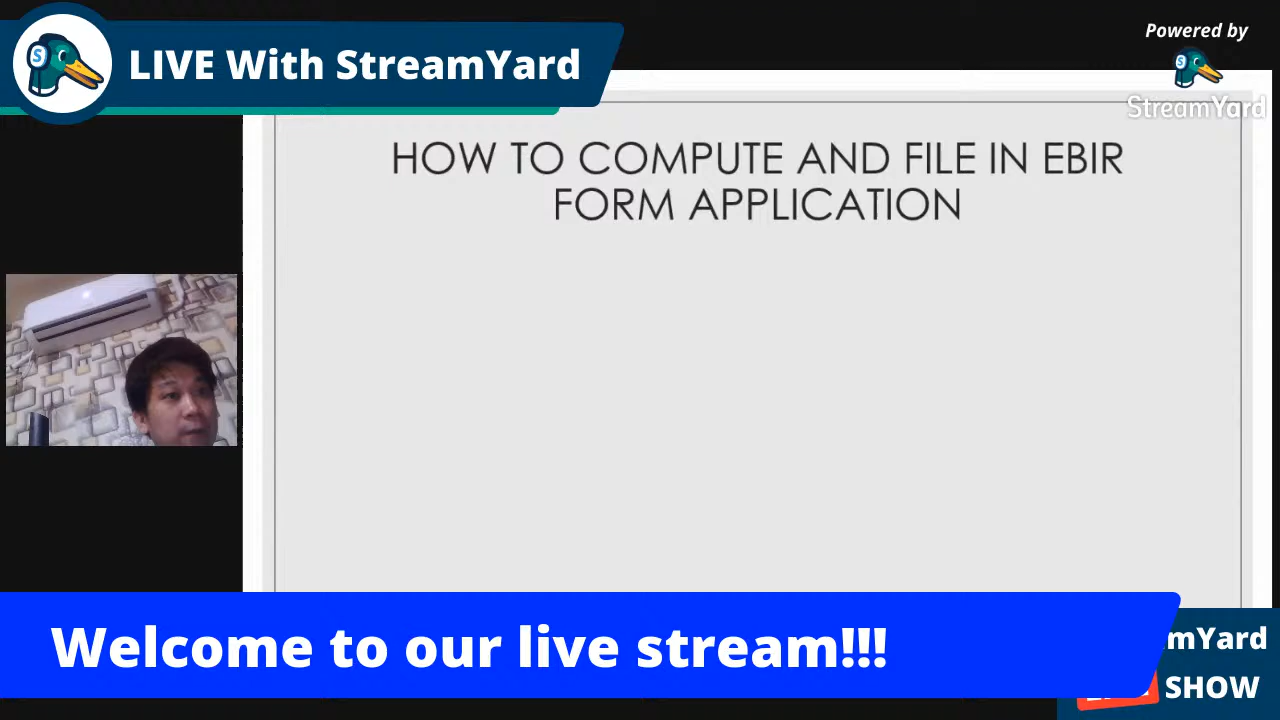 LIVE With StreamYard
Powered by
StreamYard
HOW TO COMPUTE AND FILE IN EBIR
FORM APPLICATION
Welcome to our live stream!!!
mYard
SHOW